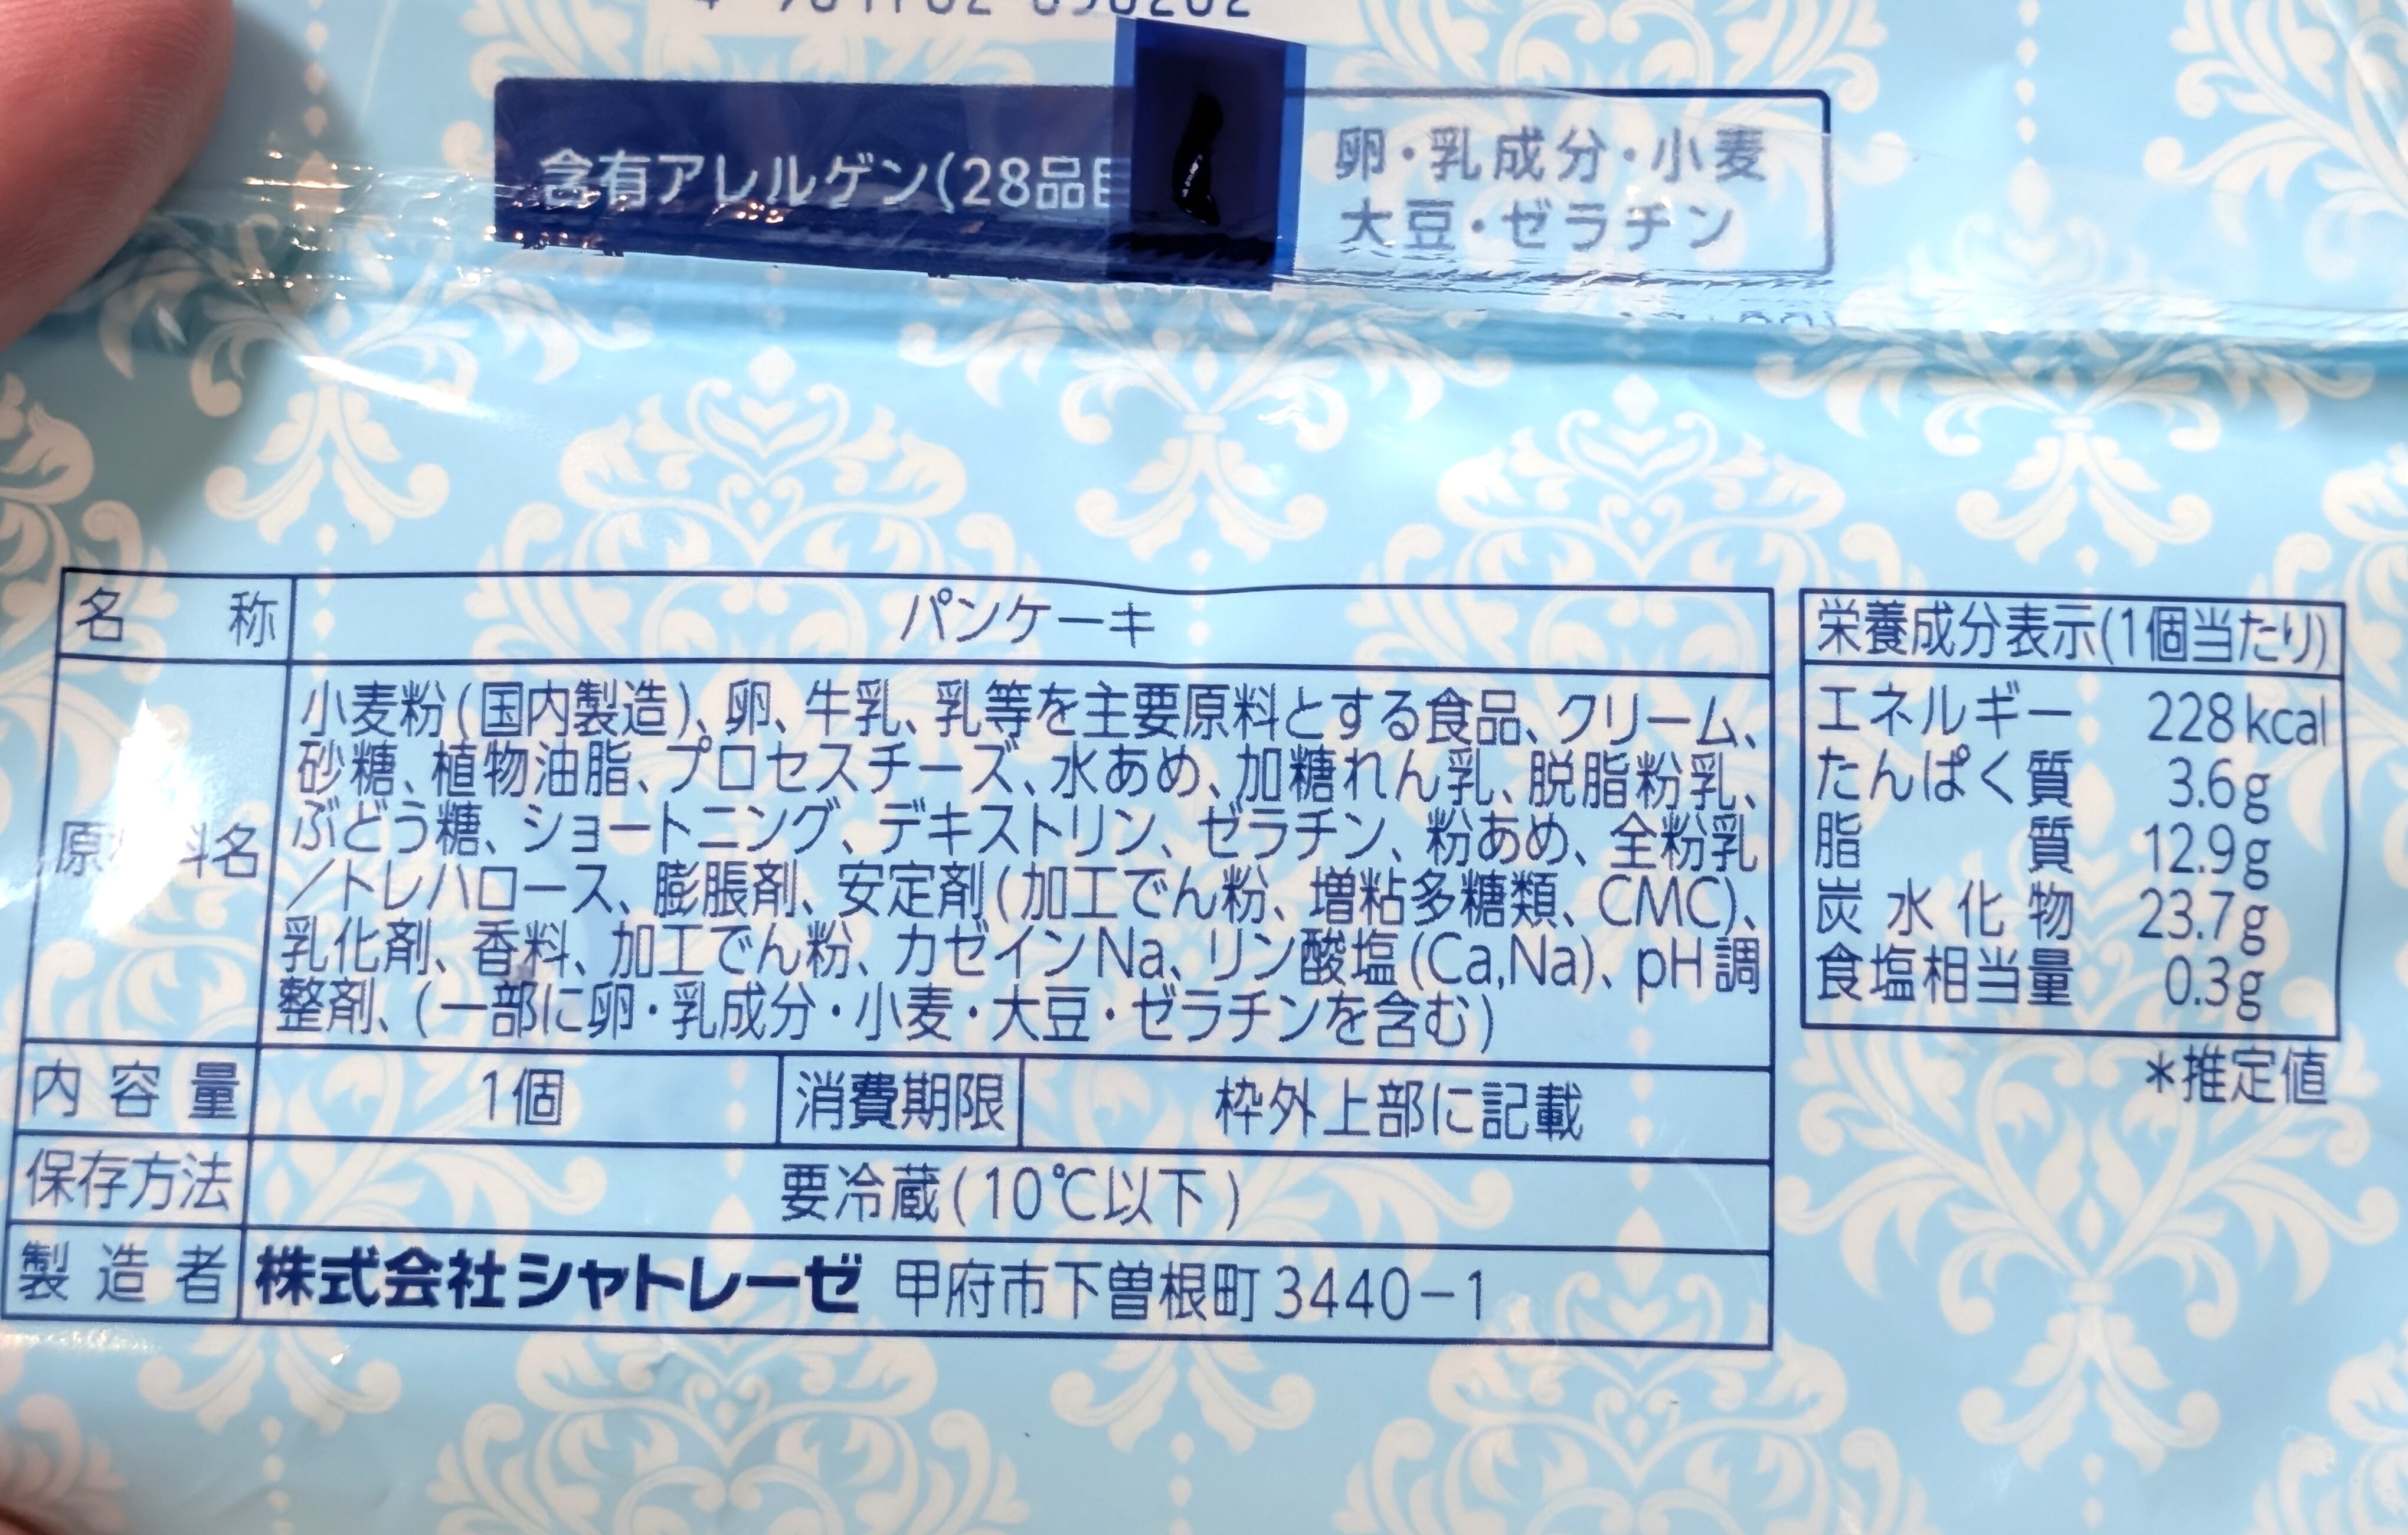 含有アレルゲン(28品目
卵・乳成分・小麦
大豆・ゼラチン
名 称 パンケーキ
原材料名 小麦粉(国内製造)、卵、牛乳、乳等を主要原料とする食品、クリーム、
砂糖、植物油脂、プロセスチーズ、水あめ、加糖れん乳、脱脂粉乳、
ぶどう糖、ショートニング、デキストリン、ゼラチン、粉あめ、全粉乳
／トレハロース、膨脹剤、安定剤(加工でん粉、増粘多糖類、CMC)、
乳化剤、香料、加工でん粉、カゼインNa、リン酸塩(Ca,Na)、pH調
整剤、(一部に卵・乳成分・小麦・大豆・ゼラチンを含む)
内容量 1個 消費期限 枠外上部に記載
保存方法 要冷蔵(10℃以下)
製造者 株式会社シャトレーゼ 甲府市下曽根町3440－1
栄養成分表示(1個当たり)
エネルギー 228kcal
たんぱく質 3.6g
脂質 12.9g
炭水化物 23.7g
食塩相当量 0.3g
＊推定値